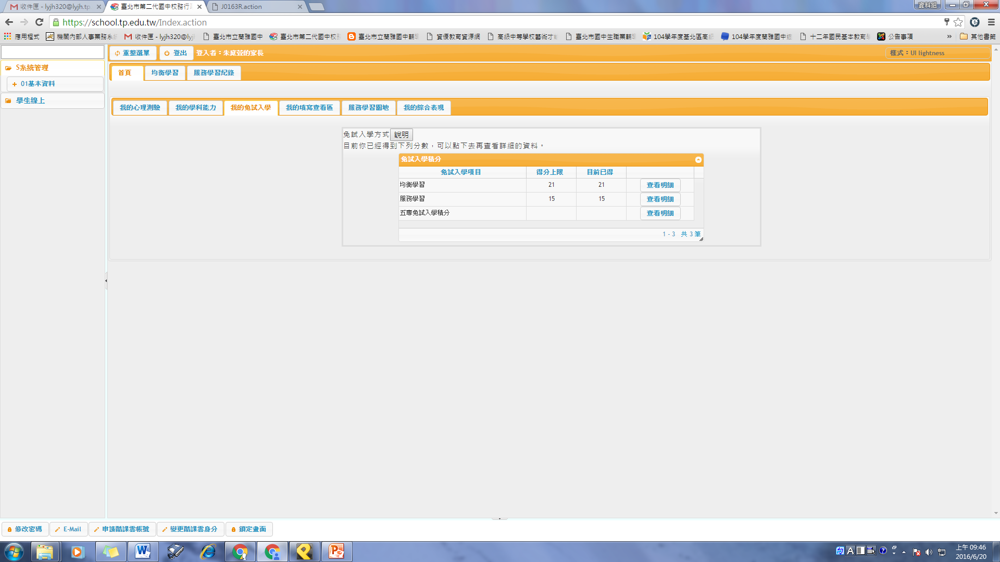 收件匣 - lyjh320@lyjh.tp
臺北市第二代國中校務行政
J0163R.action
資料組
https://school.tp.edu.tw/Index.action
應用程式 機關內部人事業務系統 收件匣 - lyjh320@lyj 臺北市立蘭雅國中 臺北市第二代國中校務 臺北市立蘭雅國中輔導 資優教育資源網 高級中等學校藝術才能 臺北市國中生職業輔導 104學年度基北區高級 104學年度蘭雅國中適 十二年國民基本教育學 公告事項 » 其他書籤
重整選單 登出 登入者：朱庭萱的家長 樣式：UI lightness
S系統管理
01基本資料
學生線上
首頁 均衡學習 服務學習紀錄
我的心理測驗 我的學科能力 我的免試入學 我的填寫查看區 服務學習園地 我的綜合表現
免試入學方式 說明
目前你已經得到下列分數，可以點下去再查看詳細的資料。
免試入學積分
免試入學項目 得分上限 目前已得
均衡學習 21 21 查看明細
服務學習 15 15 查看明細
五專免試入學積分 查看明細
1 - 3 共 3 筆
修改密碼 E-Mail 申請酷課雲帳號 變更酷課雲身分 鎖定畫面
上午 09:46
2016/6/20